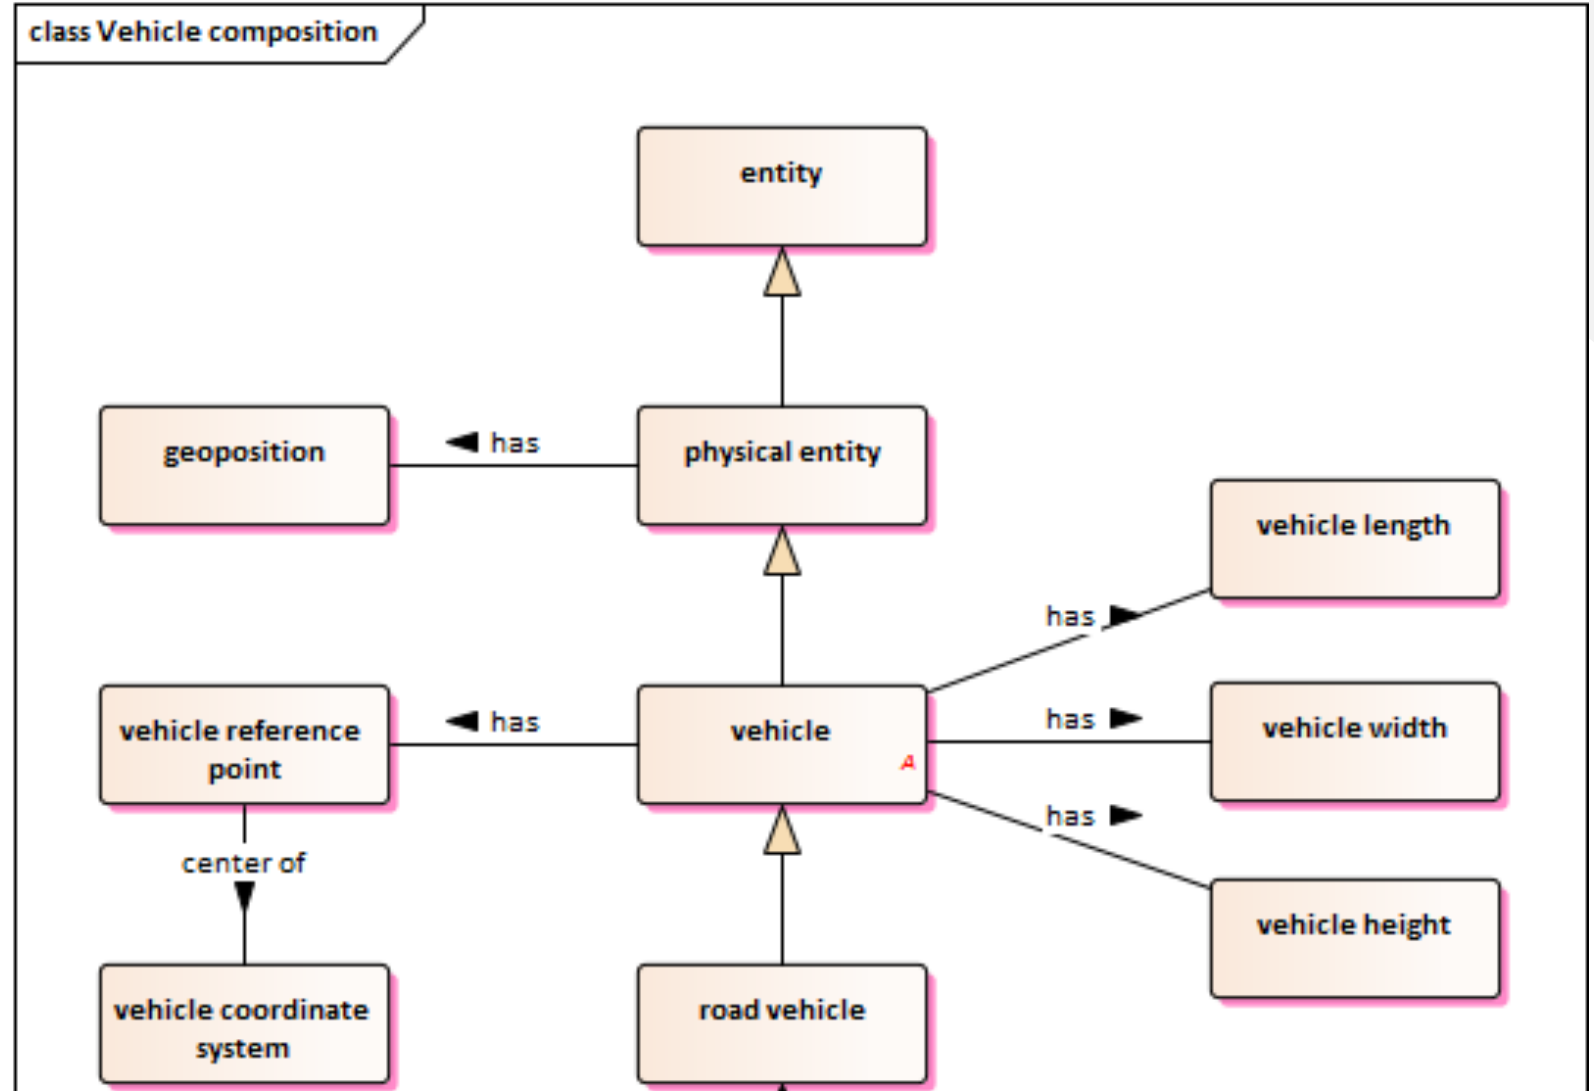 class Vehicle composition
entity
geoposition
has
physical entity
vehicle length
has
vehicle reference
point
has
vehicle
A
has
vehicle width
has
vehicle height
center of
vehicle coordinate
system
road vehicle